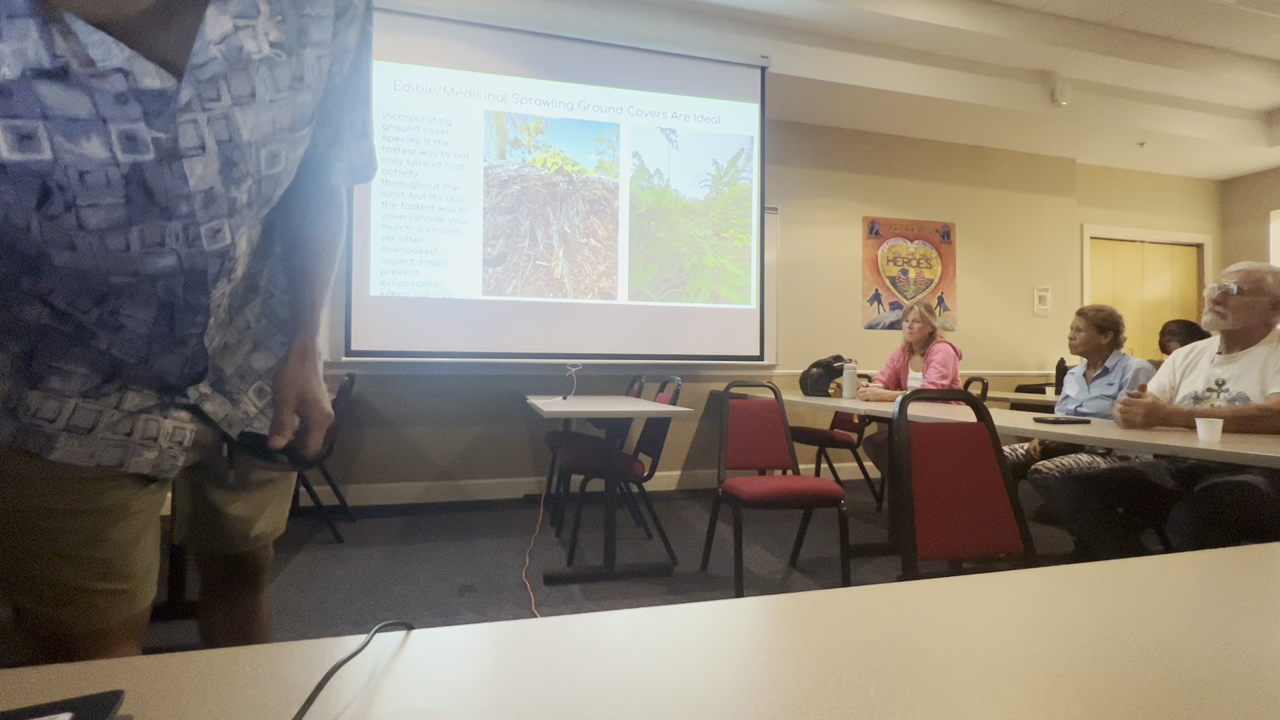 Edible/Medicinal Sprawling Ground Covers Are Ideal
Incorporating
ground cover
species is the
fastest way to not
only spread root
activity
throughout the
land, but it's also
the fastest way to
cover/shade your
mulch, a crucial
yet often
overlooked
aspect. Helps
prevent
evaporation
HEROES